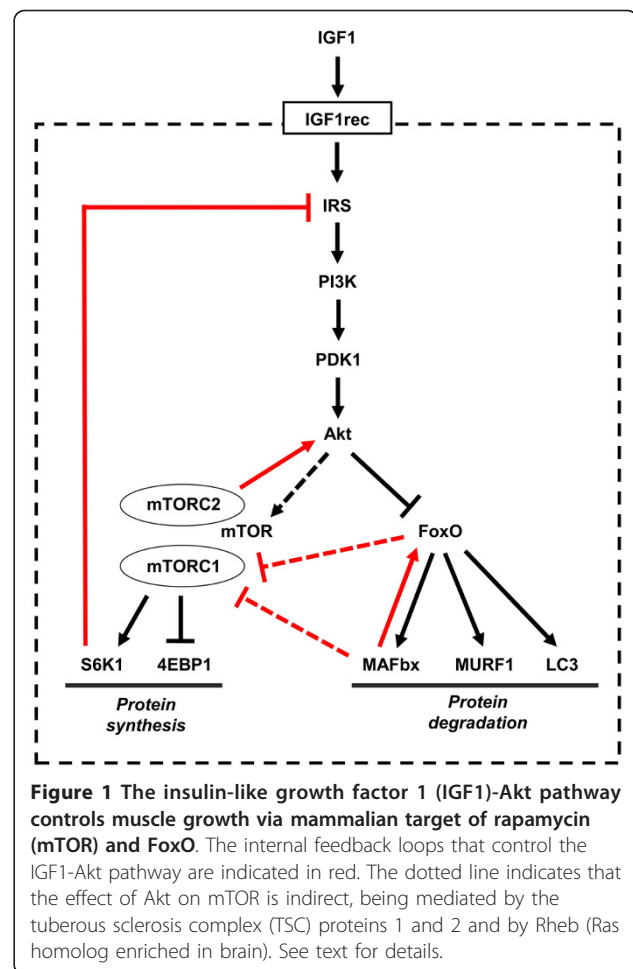 IGF1
IGF1rec
IRS
PI3K
PDK1
Akt
mTORC2
mTOR
FoxO
mTORC1
S6K1 4EBP1 MAFbx MURF1 LC3
Protein
synthesis
Protein
degradation
Figure 1 The insulin-like growth factor 1 (IGF1)-Akt pathway
controls muscle growth via mammalian target of rapamycin
(mTOR) and FoxO. The internal feedback loops that control the
IGF1-Akt pathway are indicated in red. The dotted line indicates that
the effect of Akt on mTOR is indirect, being mediated by the
tuberous sclerosis complex (TSC) proteins 1 and 2 and by Rheb (Ras
homolog enriched in brain). See text for details.